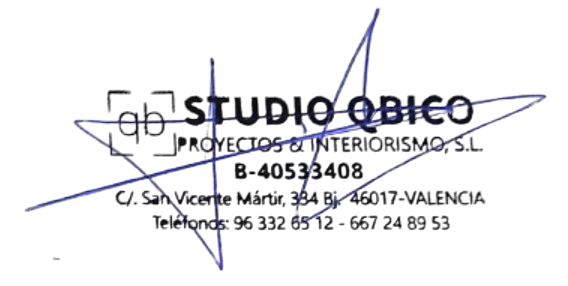 qb STUDIO QBICO
PROYECTOS & INTERIORISMO, S.L.
B-40533408
C/. San Vicente Mártir, 334 Bj. 46017-VALENCIA
Teléfonos: 96 332 65 12 - 667 24 89 53